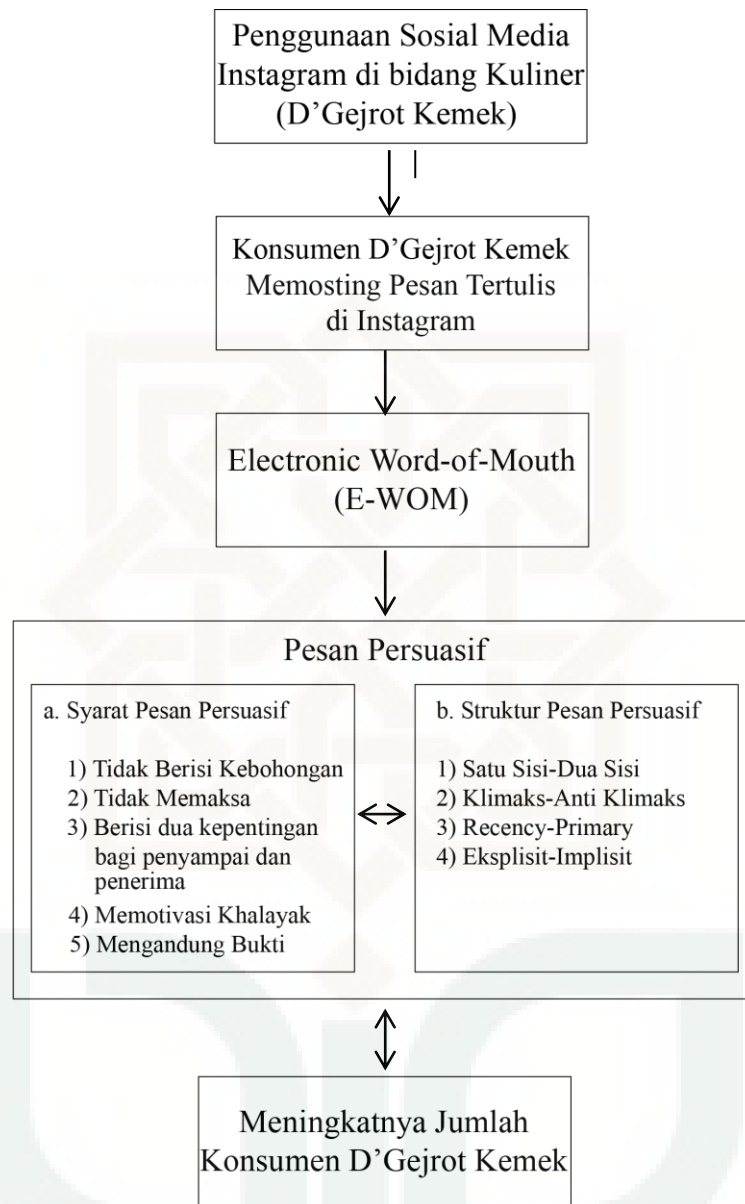 Penggunaan Sosial Media
Instagram di bidang Kuliner
(D’Gejrot Kemek)
Konsumen D’Gejrot Kemek
Memosting Pesan Tertulis
di Instagram
Electronic Word-of-Mouth
(E-WOM)
Pesan Persuasif
a. Syarat Pesan Persuasif
1) Tidak Berisi Kebohongan
2) Tidak Memaksa
3) Berisi dua kepentingan
bagi penyampai dan
penerima
4) Memotivasi Khalayak
5) Mengandung Bukti
b. Struktur Pesan Persuasif
1) Satu Sisi-Dua Sisi
2) Klimaks-Anti Klimaks
3) Recency-Primary
4) Eksplisit-Implisit
Meningkatnya Jumlah
Konsumen D’Gejrot Kemek